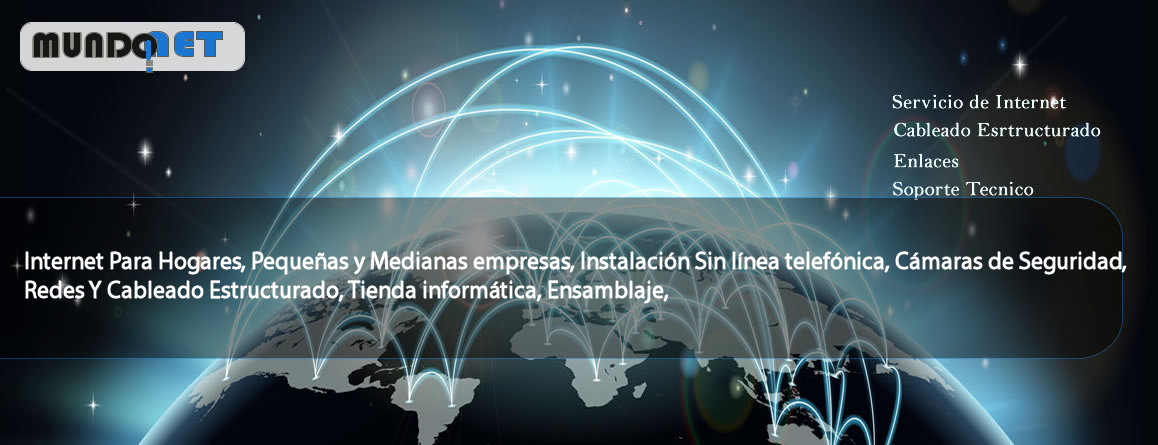 MUNDONET
Servicio de Internet
Cableado Esrtructurado
Enlaces
Soporte Tecnico
Internet Para Hogares, Pequeñas y Medianas empresas, Instalación Sin línea telefónica, Cámaras de Seguridad,
Redes Y Cableado Estructurado, Tienda informática, Ensamblaje,